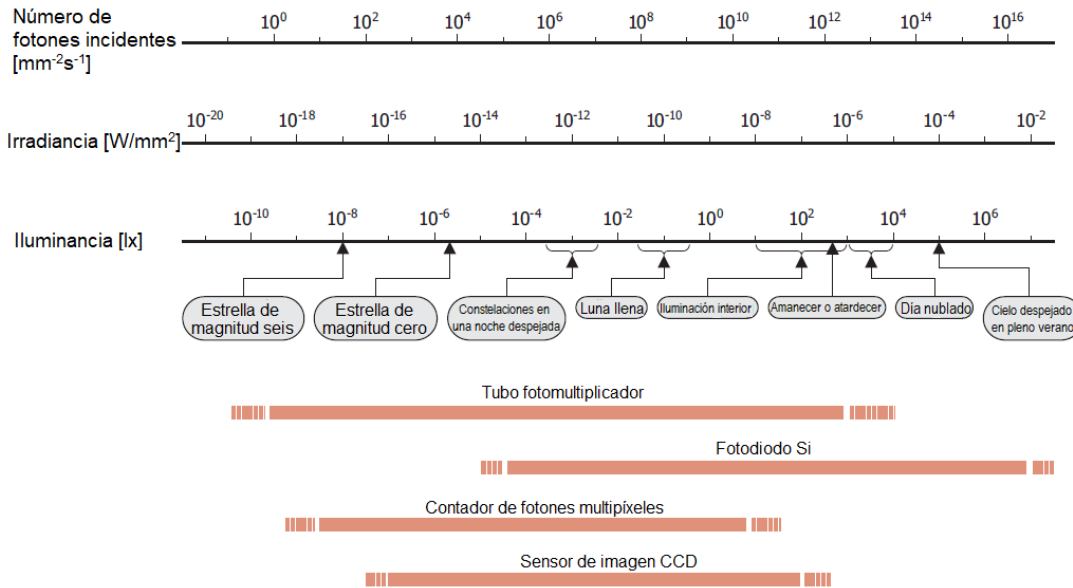 Número de
fotones incidentes
[mm⁻²s⁻¹]
10⁰ 10² 10⁴ 10⁶ 10⁸ 10¹⁰ 10¹² 10¹⁴ 10¹⁶
Irradiancia [W/mm²]
10⁻²⁰ 10⁻¹⁸ 10⁻¹⁶ 10⁻¹⁴ 10⁻¹² 10⁻¹⁰ 10⁻⁸ 10⁻⁶ 10⁻⁴ 10⁻²
Iluminancia [lx]
10⁻¹⁰ 10⁻⁸ 10⁻⁶ 10⁻⁴ 10⁻² 10⁰ 10² 10⁴ 10⁶
Estrella de
magnitud seis
Estrella de
magnitud cero
Constelaciones en
una noche despejada
Luna llena
Iluminación interior
Amanecer o atardecer
Día nublado
Cielo despejado
en pleno verano
Tubo fotomultiplicador
Fotodiodo Si
Contador de fotones multipíxeles
Sensor de imagen CCD